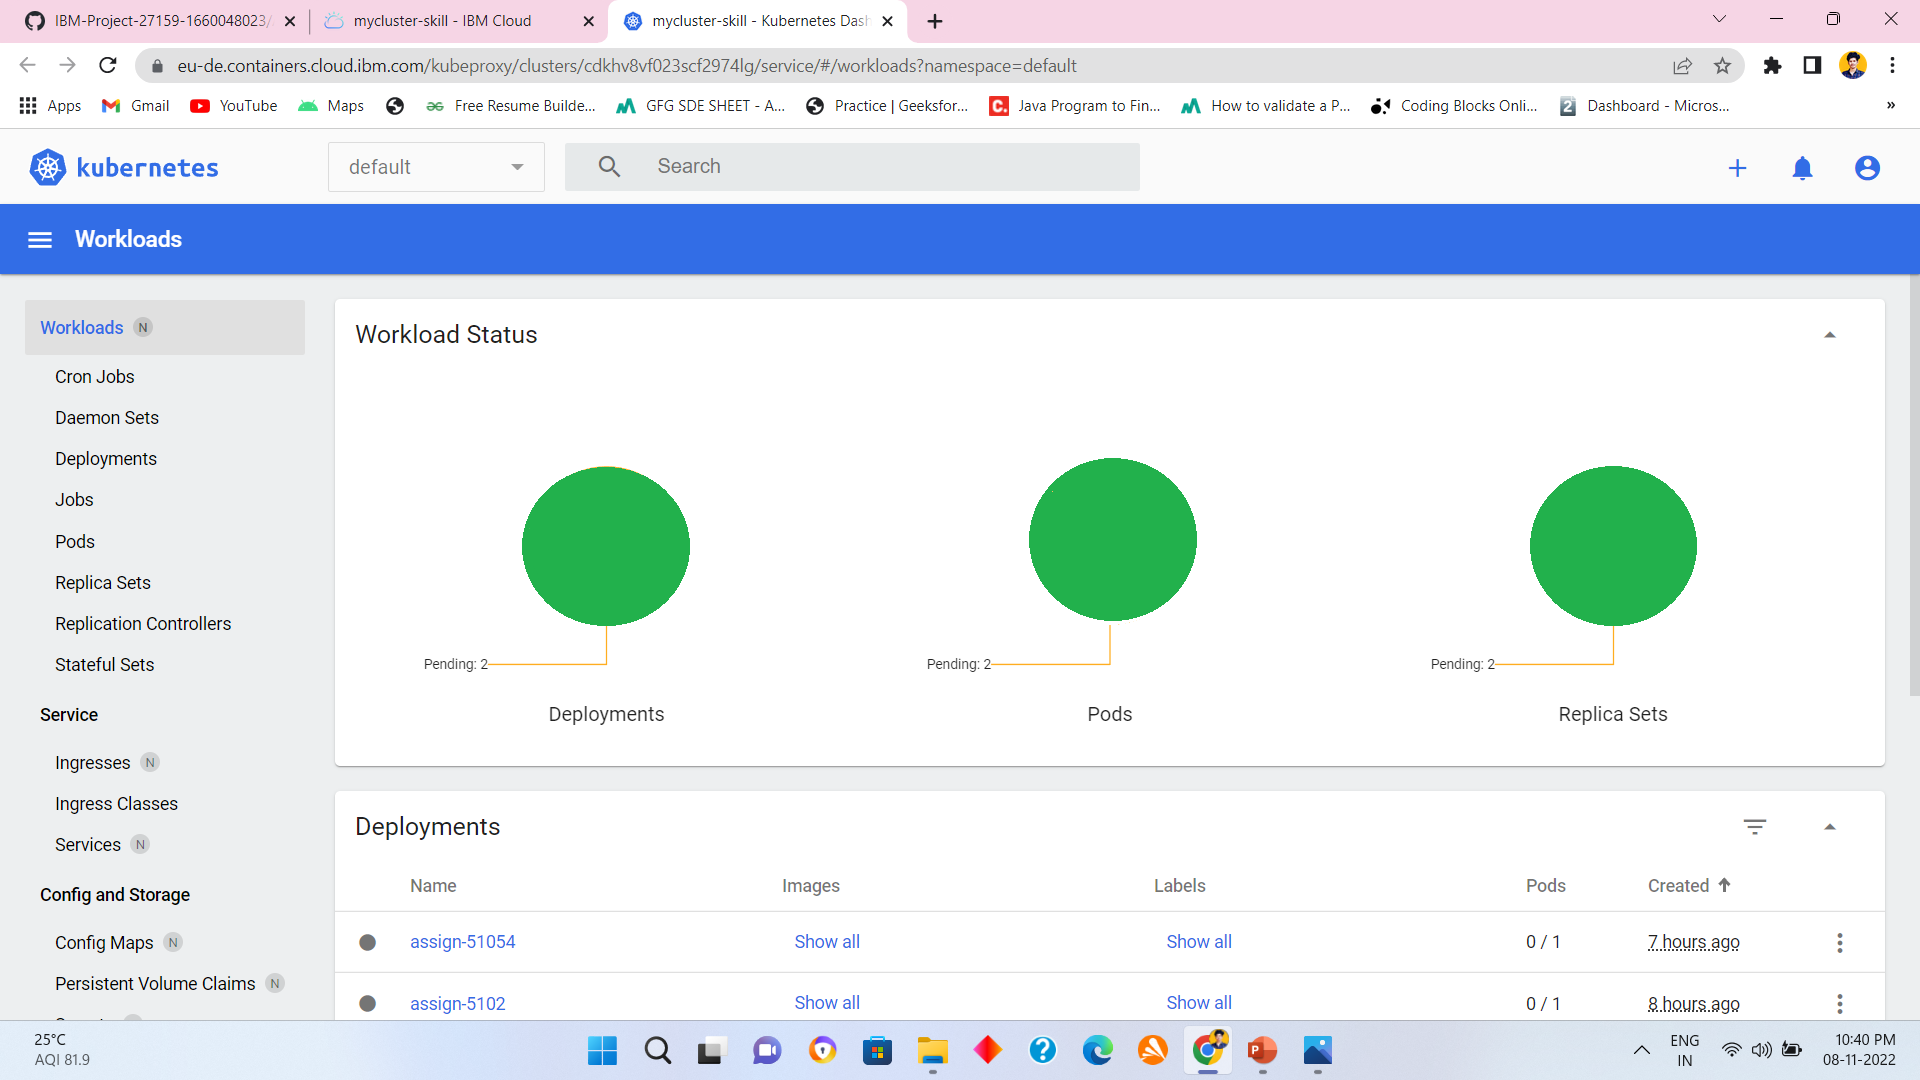 IBM-Project-27159-1660048023/
mycluster-skill - IBM Cloud
mycluster-skill - Kubernetes Dash
eu-de.containers.cloud.ibm.com/kubeproxy/clusters/cdkhv8vf023scf2974lg/service/#/workloads?namespace=default
Apps
Gmail
YouTube
Maps
Free Resume Builde...
GFG SDE SHEET - A...
Practice | Geeksfor...
Java Program to Fin...
How to validate a P...
Coding Blocks Onli...
Dashboard - Micros...
»
kubernetes
default
Search
Workloads
Workloads N
Cron Jobs
Daemon Sets
Deployments
Jobs
Pods
Replica Sets
Replication Controllers
Stateful Sets
Service
Ingresses N
Ingress Classes
Services N
Config and Storage
Config Maps N
Persistent Volume Claims N
Workload Status
Pending: 2
Deployments
Pending: 2
Pods
Pending: 2
Replica Sets
Deployments
Name Images Labels Pods Created
assign-51054 Show all Show all 0 / 1 7 hours ago
assign-5102 Show all Show all 0 / 1 8 hours ago
25°C
AQI 81.9
ENG
IN
10:40 PM
08-11-2022